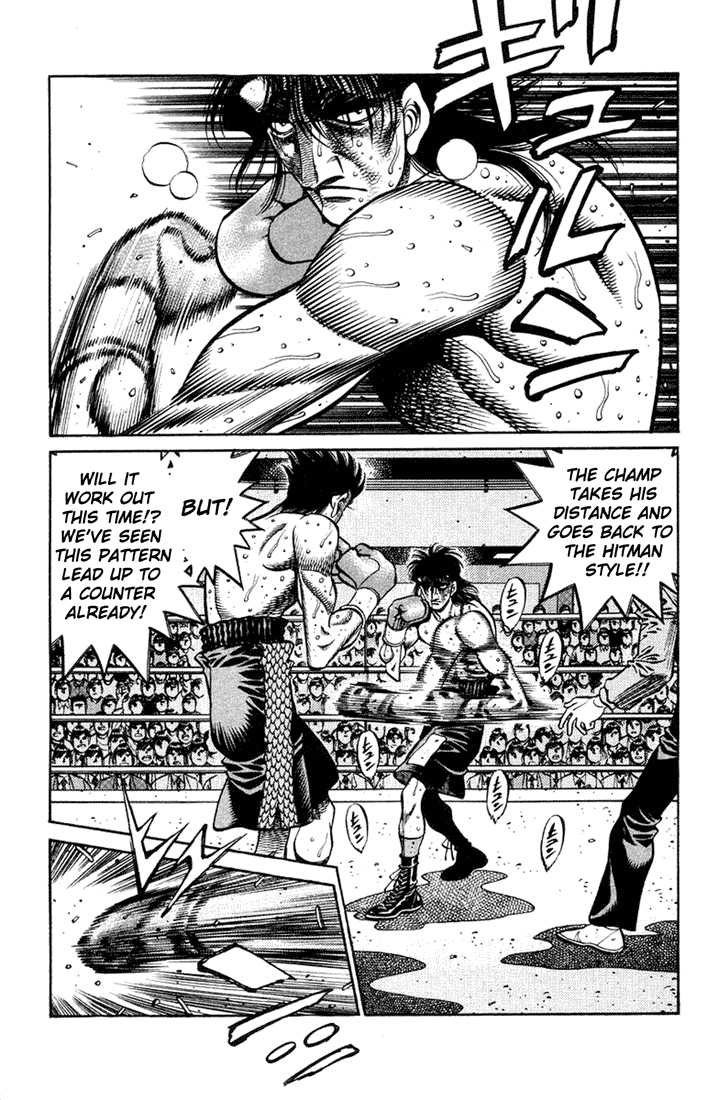 ギュルン
THE CHAMP
TAKES HIS
DISTANCE AND
GOES BACK TO
THE HITMAN
STYLE!!
BUT!
WILL IT
WORK OUT
THIS TIME!?
WE'VE SEEN
THIS PATTERN
LEAD UP TO
A COUNTER
ALREADY!